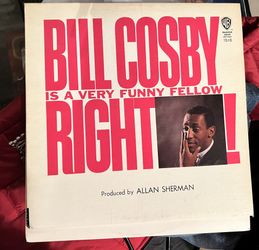 BILL COSBY
IS A VERY FUNNY FELLOW
RIGHT!
Produced by ALLAN SHERMAN